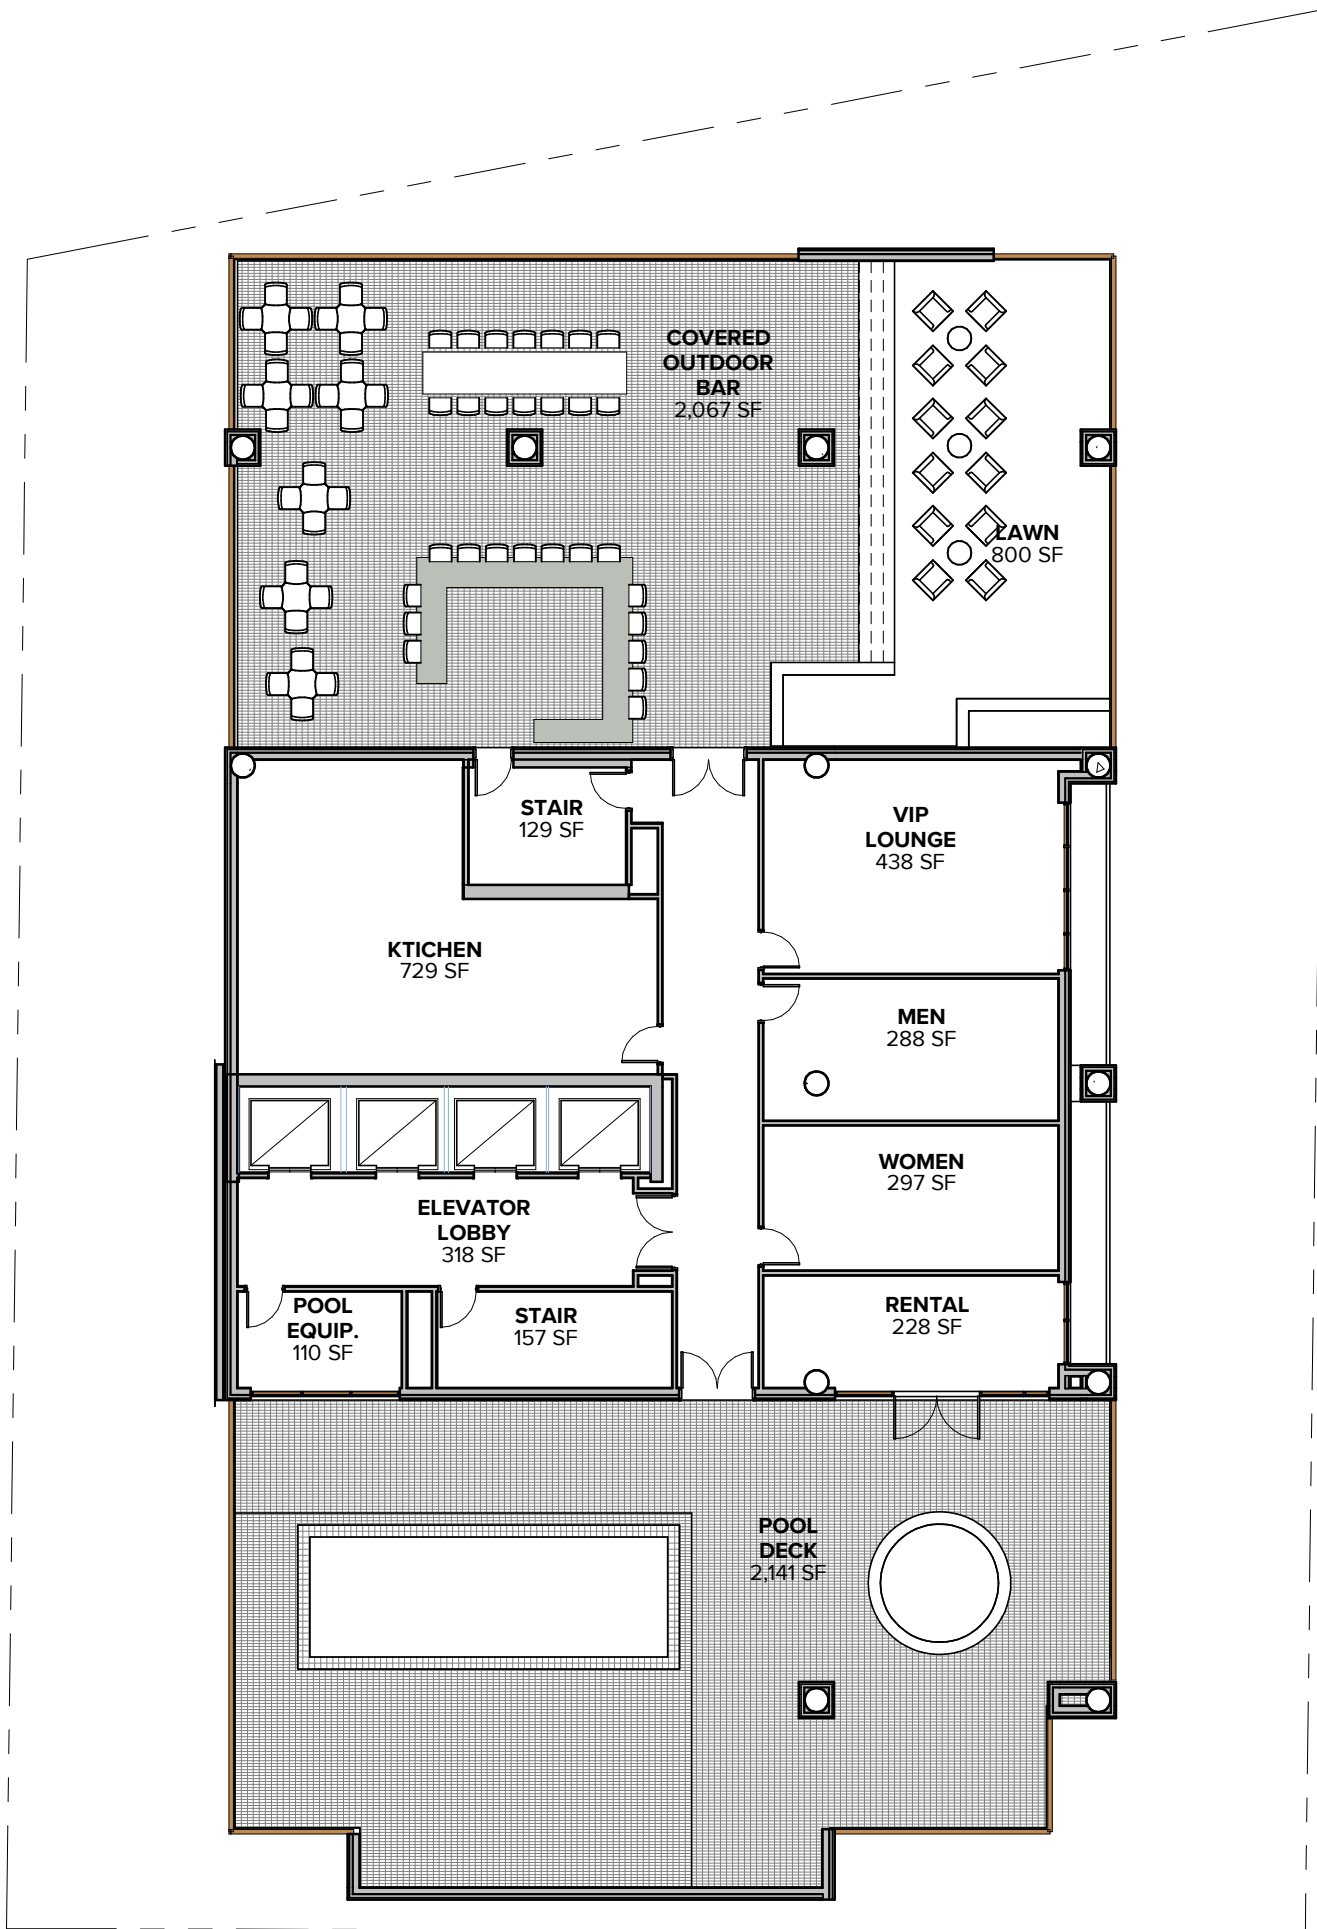 COVERED
OUTDOOR
BAR
2,067 SF
LAWN
800 SF
STAIR
129 SF
VIP
LOUNGE
438 SF
KTICHEN
729 SF
MEN
288 SF
WOMEN
297 SF
ELEVATOR
LOBBY
318 SF
POOL
EQUIP.
110 SF
STAIR
157 SF
RENTAL
228 SF
POOL
DECK
2,141 SF